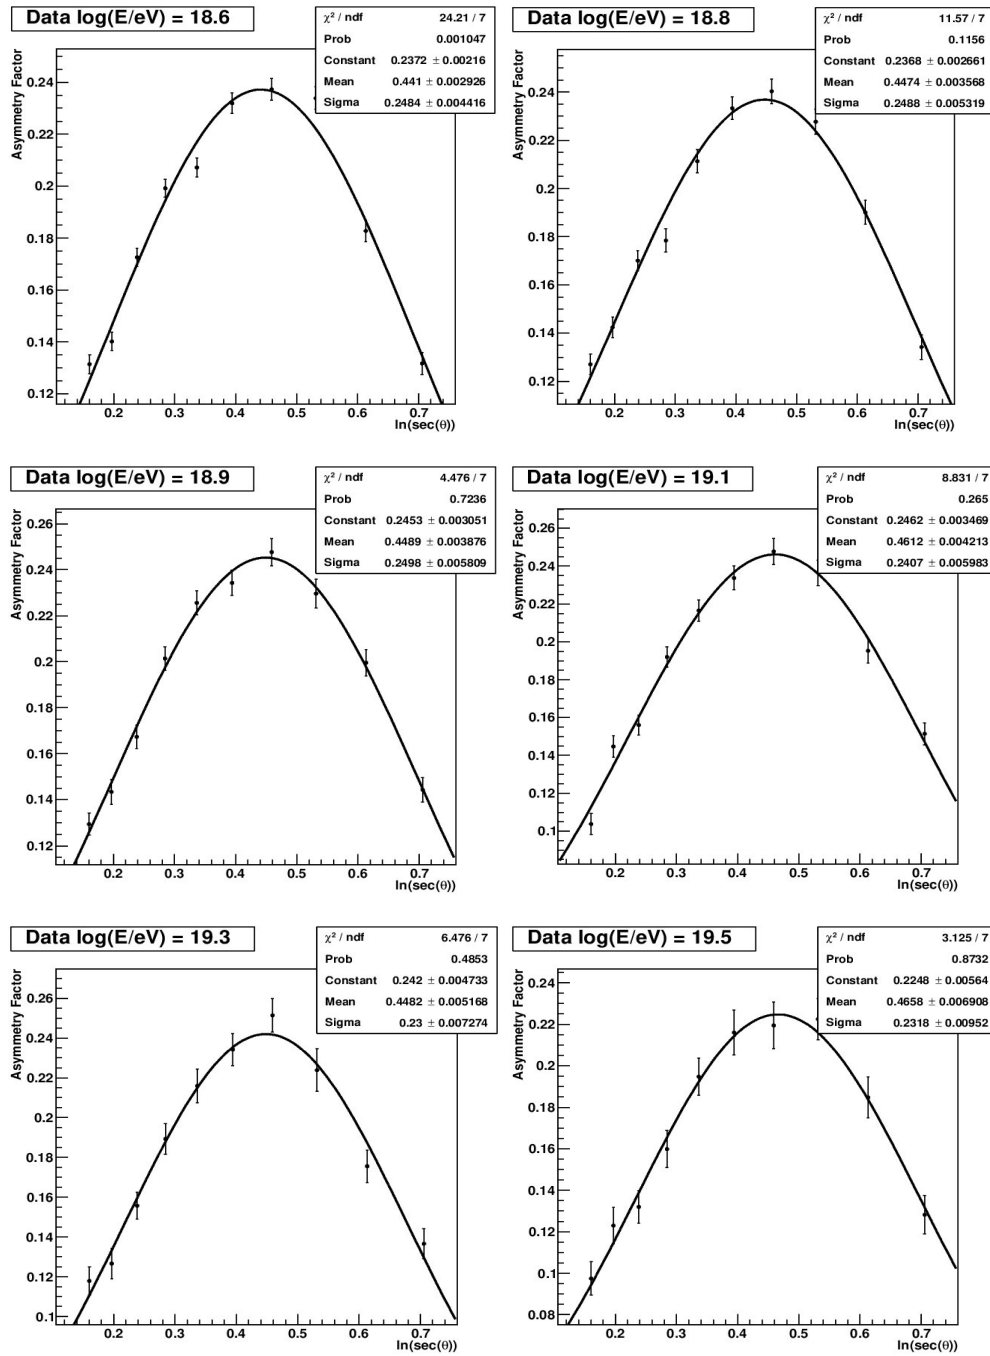 Data log(E/eV) = 18.6
χ² / ndf 24.21 / 7
Prob 0.001047
Constant 0.2372 ± 0.00216
Mean 0.441 ± 0.002926
Sigma 0.2484 ± 0.004416
Asymmetry Factor
0.24
0.22
0.2
0.18
0.16
0.14
0.12
0.2 0.3 0.4 0.5 0.6 0.7
ln(sec(θ))
Data log(E/eV) = 18.8
χ² / ndf 11.57 / 7
Prob 0.1156
Constant 0.2368 ± 0.002661
Mean 0.4474 ± 0.003568
Sigma 0.2488 ± 0.005319
Asymmetry Factor
0.24
0.22
0.2
0.18
0.16
0.14
0.12
0.2 0.3 0.4 0.5 0.6 0.7
ln(sec(θ))
Data log(E/eV) = 18.9
χ² / ndf 4.476 / 7
Prob 0.7236
Constant 0.2453 ± 0.003051
Mean 0.4489 ± 0.003876
Sigma 0.2498 ± 0.005809
Asymmetry Factor
0.26
0.24
0.22
0.2
0.18
0.16
0.14
0.12
0.2 0.3 0.4 0.5 0.6 0.7
ln(sec(θ))
Data log(E/eV) = 19.1
χ² / ndf 8.831 / 7
Prob 0.265
Constant 0.2462 ± 0.003469
Mean 0.4612 ± 0.004213
Sigma 0.2407 ± 0.005983
Asymmetry Factor
0.26
0.24
0.22
0.2
0.18
0.16
0.14
0.12
0.1
0.2 0.3 0.4 0.5 0.6 0.7
ln(sec(θ))
Data log(E/eV) = 19.3
χ² / ndf 6.476 / 7
Prob 0.4853
Constant 0.242 ± 0.004733
Mean 0.4482 ± 0.005168
Sigma 0.23 ± 0.007274
Asymmetry Factor
0.26
0.24
0.22
0.2
0.18
0.16
0.14
0.12
0.1
0.2 0.3 0.4 0.5 0.6 0.7
ln(sec(θ))
Data log(E/eV) = 19.5
χ² / ndf 3.125 / 7
Prob 0.8732
Constant 0.2248 ± 0.00564
Mean 0.4658 ± 0.006908
Sigma 0.2318 ± 0.00952
Asymmetry Factor
0.24
0.22
0.2
0.18
0.16
0.14
0.12
0.1
0.08
0.2 0.3 0.4 0.5 0.6 0.7
ln(sec(θ))